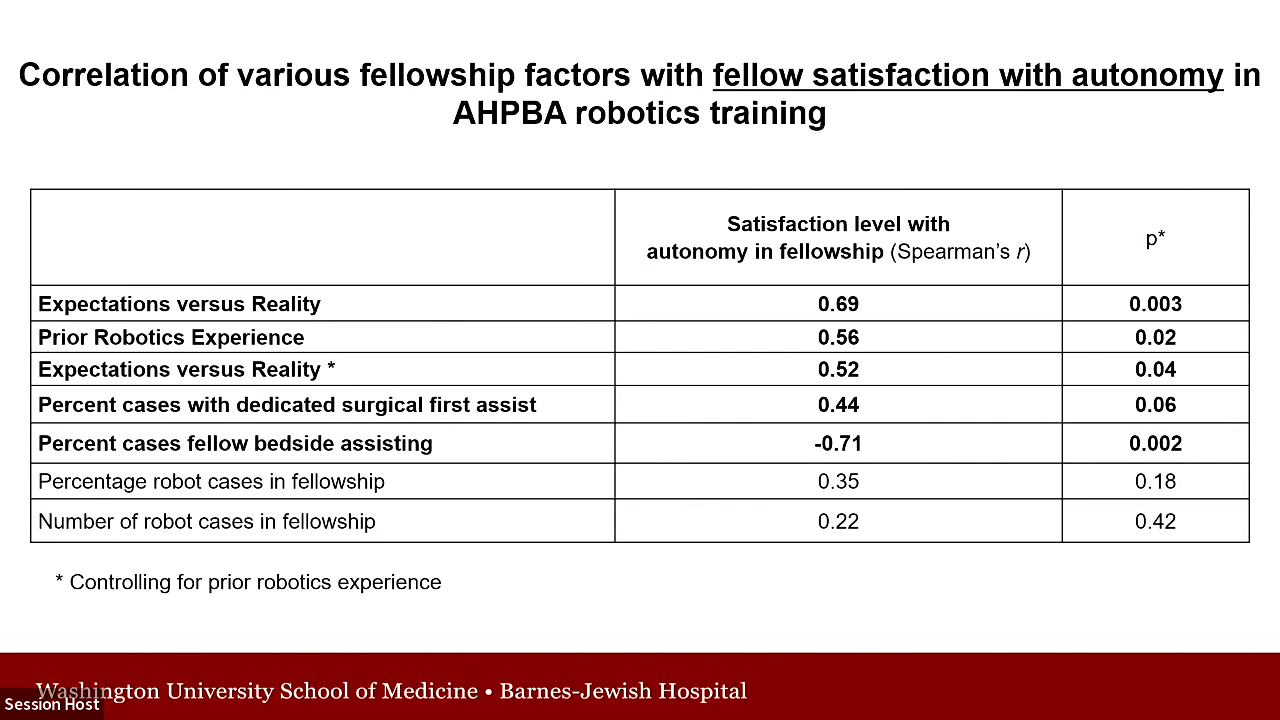 Correlation of various fellowship factors with fellow satisfaction with autonomy in
AHPBA robotics training
Satisfaction level with
autonomy in fellowship (Spearman's r)
p*
Expectations versus Reality 0.69 0.003
Prior Robotics Experience 0.56 0.02
Expectations versus Reality * 0.52 0.04
Percent cases with dedicated surgical first assist 0.44 0.06
Percent cases fellow bedside assisting -0.71 0.002
Percentage robot cases in fellowship 0.35 0.18
Number of robot cases in fellowship 0.22 0.42
* Controlling for prior robotics experience
Washington University School of Medicine • Barnes-Jewish Hospital
Session Host